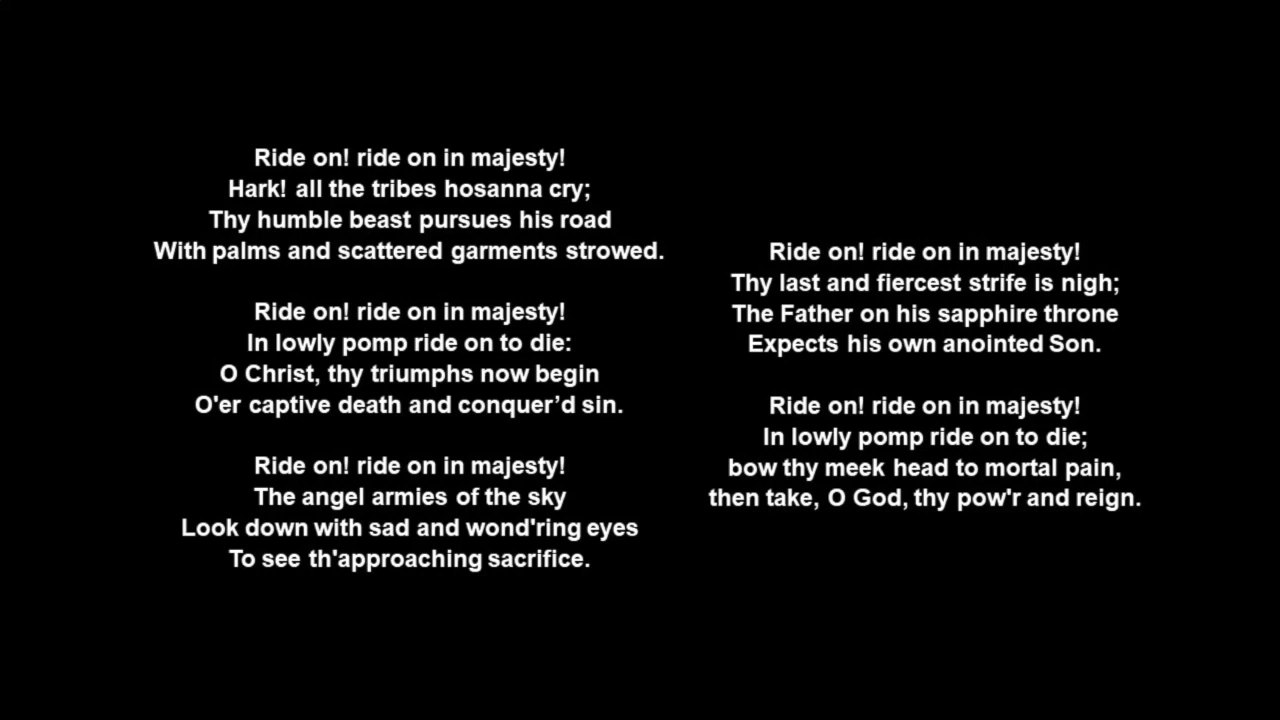 Ride on! ride on in majesty!
Hark! all the tribes hosanna cry;
Thy humble beast pursues his road
With palms and scattered garments strowed.
Ride on! ride on in majesty!
In lowly pomp ride on to die:
O Christ, thy triumphs now begin
O'er captive death and conquer’d sin.
Ride on! ride on in majesty!
The angel armies of the sky
Look down with sad and wond'ring eyes
To see th'approaching sacrifice.
Ride on! ride on in majesty!
Thy last and fiercest strife is nigh;
The Father on his sapphire throne
Expects his own anointed Son.
Ride on! ride on in majesty!
In lowly pomp ride on to die;
bow thy meek head to mortal pain,
then take, O God, thy pow'r and reign.